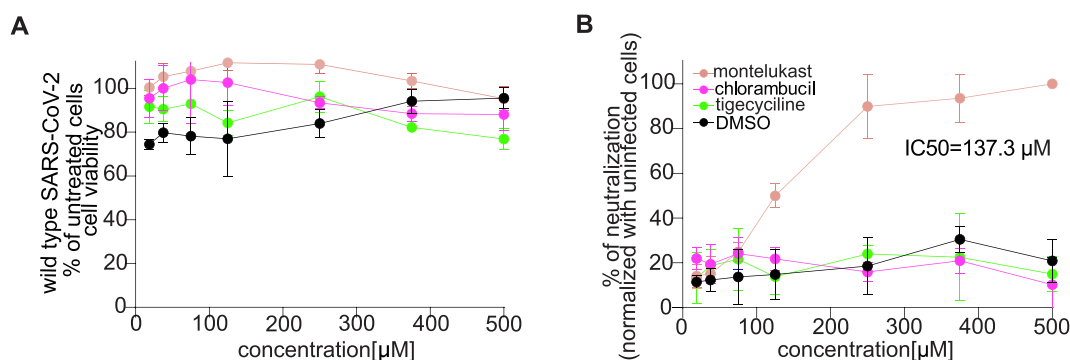 A
wild type SARS-CoV-2
% of untreated cells
cell viability
100
80
60
40
20
0
0 100 200 300 400 500
concentration[µM]
B
% of neutralization
(normalized with uninfected cells)
100
80
60
40
20
0
montelukast
chlorambucil
tigecyciline
DMSO
IC50=137.3 µM
0 100 200 300 400 500
concentration[µM]